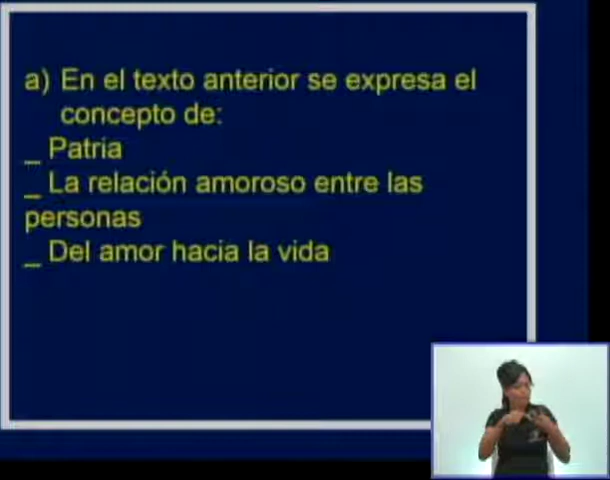 a) En el texto anterior se expresa el
concepto de:
_ Patria
_ La relación amoroso entre las
personas
_ Del amor hacia la vida